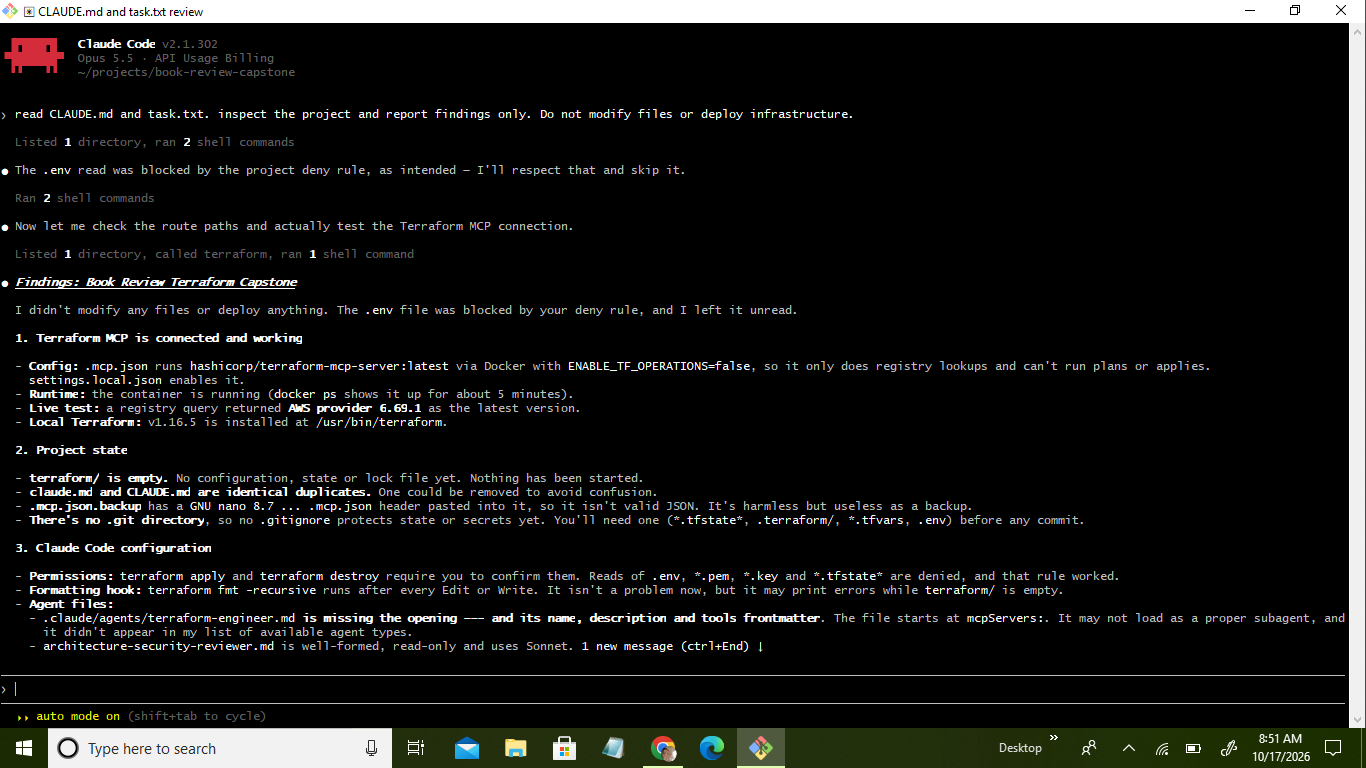 CLAUDE.md and task.txt review
Claude Code v2.1.302
Opus 5.5 · API Usage Billing
~/projects/book-review-capstone
› read CLAUDE.md and task.txt. inspect the project and report findings only. Do not modify files or deploy infrastructure.
Listed 1 directory, ran 2 shell commands
● The .env read was blocked by the project deny rule, as intended – I'll respect that and skip it.
Ran 2 shell commands
● Now let me check the route paths and actually test the Terraform MCP connection.
Listed 1 directory, called terraform, ran 1 shell command
● Findings: Book Review Terraform Capstone
I didn't modify any files or deploy anything. The .env file was blocked by your deny rule, and I left it unread.
1. Terraform MCP is connected and working
- Config: .mcp.json runs hashicorp/terraform-mcp-server:latest via Docker with ENABLE_TF_OPERATIONS=false, so it only does registry lookups and can't run plans or applies.
settings.local.json enables it.
- Runtime: the container is running (docker ps shows it up for about 5 minutes).
- Live test: a registry query returned AWS provider 6.69.1 as the latest version.
- Local Terraform: v1.16.5 is installed at /usr/bin/terraform.
2. Project state
- terraform/ is empty. No configuration, state or lock file yet. Nothing has been started.
- claude.md and CLAUDE.md are identical duplicates. One could be removed to avoid confusion.
- .mcp.json.backup has a GNU nano 8.7 ... .mcp.json header pasted into it, so it isn't valid JSON. It's harmless but useless as a backup.
- There's no .git directory, so no .gitignore protects state or secrets yet. You'll need one (*.tfstate*, .terraform/, *.tfvars, .env) before any commit.
3. Claude Code configuration
- Permissions: terraform apply and terraform destroy require you to confirm them. Reads of .env, *.pem, *.key and *.tfstate* are denied, and that rule worked.
- Formatting hook: terraform fmt -recursive runs after every Edit or Write. It isn't a problem now, but it may print errors while terraform/ is empty.
- Agent files:
- .claude/agents/terraform-engineer.md is missing the opening --- and its name, description and tools frontmatter. The file starts at mcpServers:. It may not load as a proper subagent, and
it didn't appear in my list of available agent types.
- architecture-security-reviewer.md is well-formed, read-only and uses Sonnet. 1 new message (ctrl+End) ↓
›
›› auto mode on (shift+tab to cycle)
Type here to search
Desktop
8:51 AM
10/17/2026